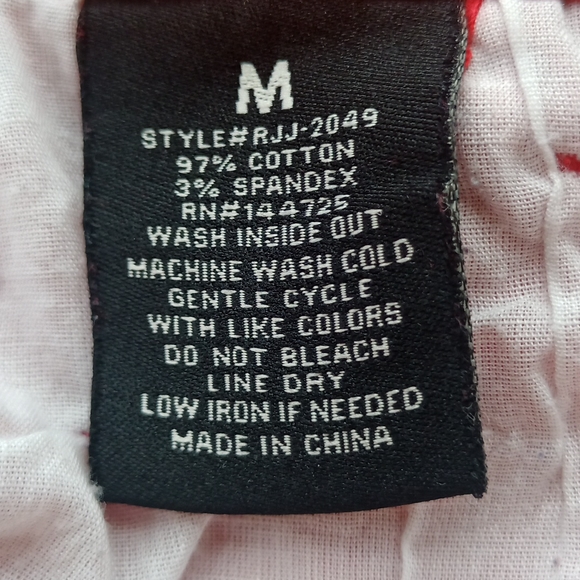 M
STYLE#RJJ-2049
97% COTTON
3% SPANDEX
RN#144725
WASH INSIDE OUT
MACHINE WASH COLD
GENTLE CYCLE
WITH LIKE COLORS
DO NOT BLEACH
LINE DRY
LOW IRON IF NEEDED
MADE IN CHINA